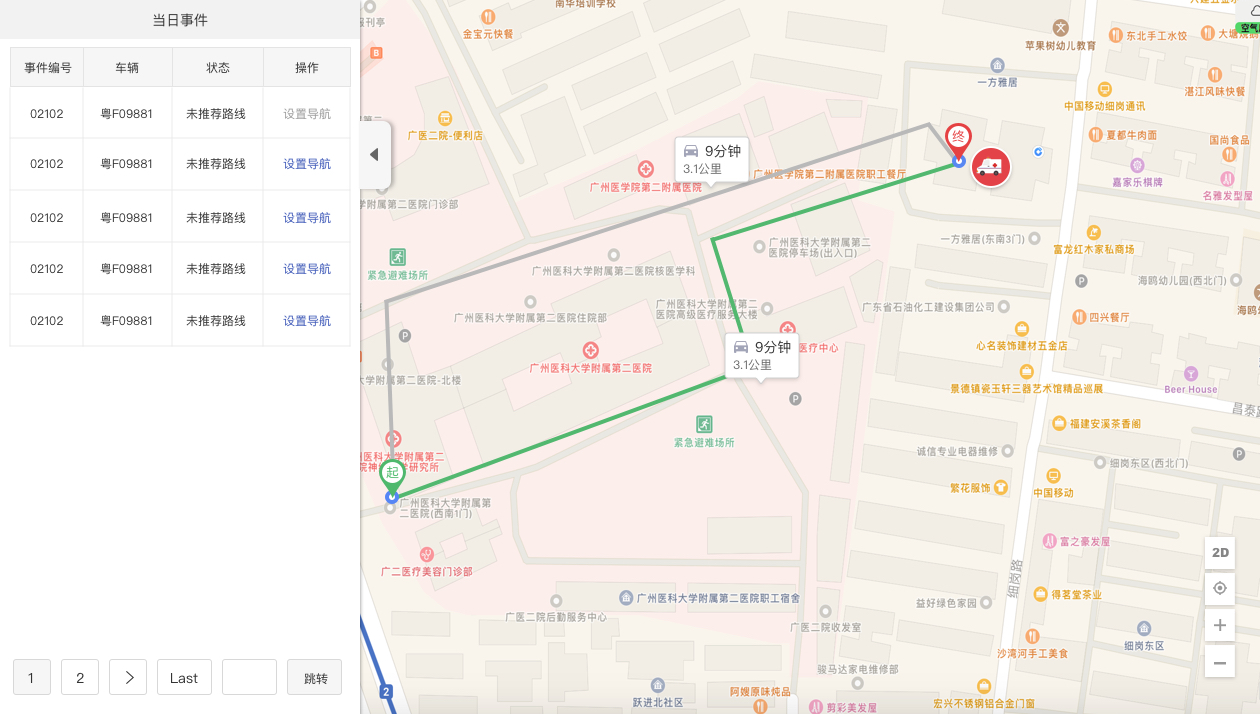 当日事件
事件编号 车辆 状态 操作
02102 粤F09881 未推荐路线 设置导航
02102 粤F09881 未推荐路线 设置导航
02102 粤F09881 未推荐路线 设置导航
02102 粤F09881 未推荐路线 设置导航
02102 粤F09881 未推荐路线 设置导航
1 2 Last 跳转
南华培训学校
报刊亭
金宝元快餐
B
广医二院-便利店
广州医学院第二附属医院
9分钟
3.1公里
广州医学院第二附属医院职工餐厅
终
苹果树幼儿教育
一方雅居
东北手工水饺
空气
湛江风味快餐
中国移动细岗通讯
夏都牛肉面
国尚食品
嘉家乐棋牌
名雅发型屋
附属第二医院门诊部
紧急避难场所
广州医科大学附属第二医院核医学科
广州医科大学附属第二
医院停车场(出入口)
一方雅居(东南3门)
富龙红木家私商场
P
海鸥幼儿园(西北门)
广州医科大学附属第二医院住院部
广州医科大学附属第二
医院高级医疗服务大楼
广东省石油化工建设集团公司
四兴餐厅
P
9分钟
3.1公里
医疗中心
心名装饰建材五金店
广州医科大学附属第二医院
大学附属第二医院-北楼
景德镇瓷玉轩三器艺术馆精品巡展
Beer House
P
昌泰路
福建安溪茶香阁
紧急避难场所
诚信专业电器维修
细岗东区(西北门)
P
医科大学附属第二
起
繁花服饰
中国移动
广州医科大学附属第
二医院(西南1门)
富之豪发屋
广二医疗美容门诊部
2D
细岗路
广州医科大学附属第二医院职工宿舍
益好绿色家园
得茗堂茶业
广医二院后勤服务中心
广医二院收发室
细岗东区
沙湾河手工美食
骏马达家电维修部
2
跃进北社区
阿嫂原味炖品
剪彩美发屋
宏兴不锈钢铝合金门窗